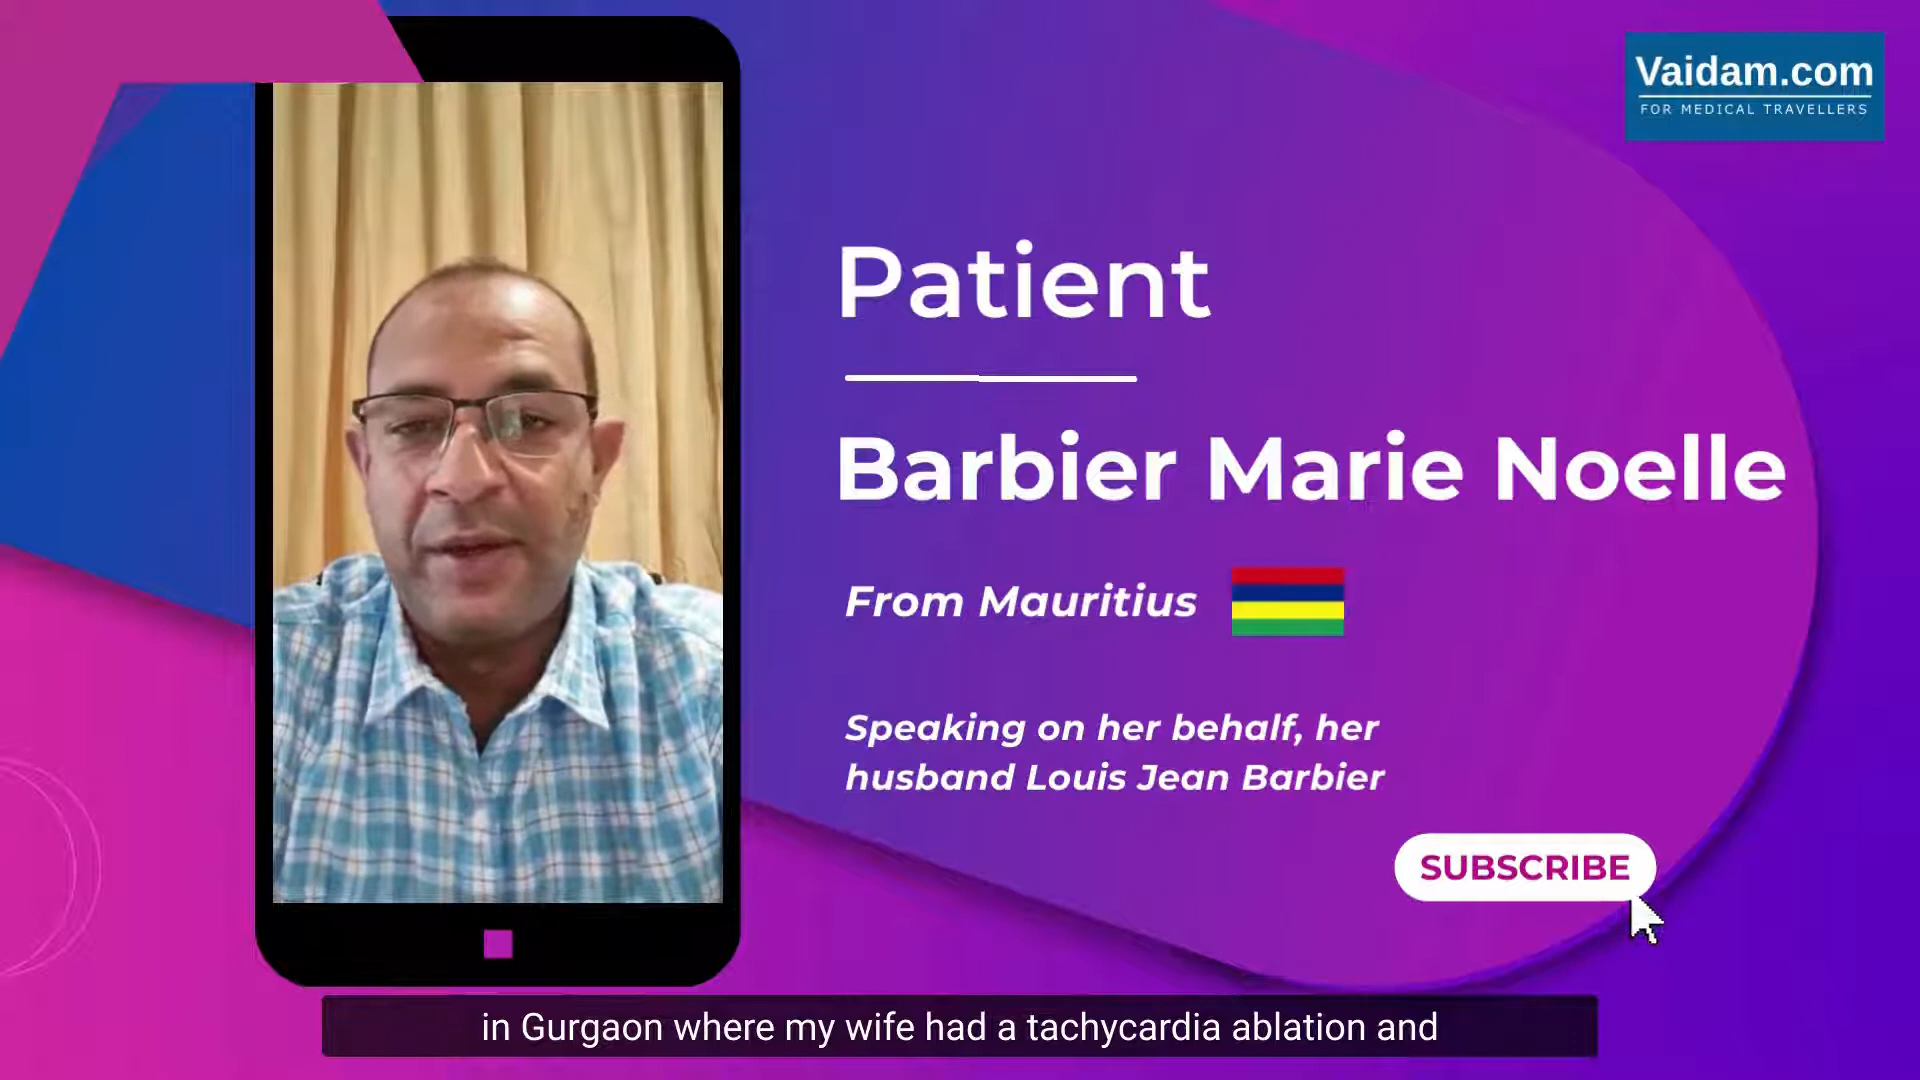 Vaidam.com
FOR MEDICAL TRAVELLERS
Patient
Barbier Marie Noelle
From Mauritius
Speaking on her behalf, her
husband Louis Jean Barbier
SUBSCRIBE
in Gurgaon where my wife had a tachycardia ablation and